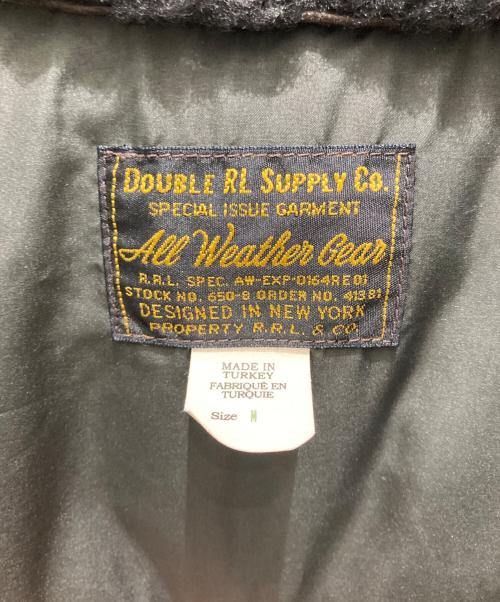 DOUBLE RL SUPPLY CO.
SPECIAL ISSUE GARMENT
All Weather Gear
R.R.L. SPEC. AW-EXP-0164RE01
STOCK NO. 650-8 ORDER NO. 41381
DESIGNED IN NEW YORK
PROPERTY R.R.L. & CO.
MADE IN
TURKEY
FABRIQUÉ EN
TURQUIE
Size M